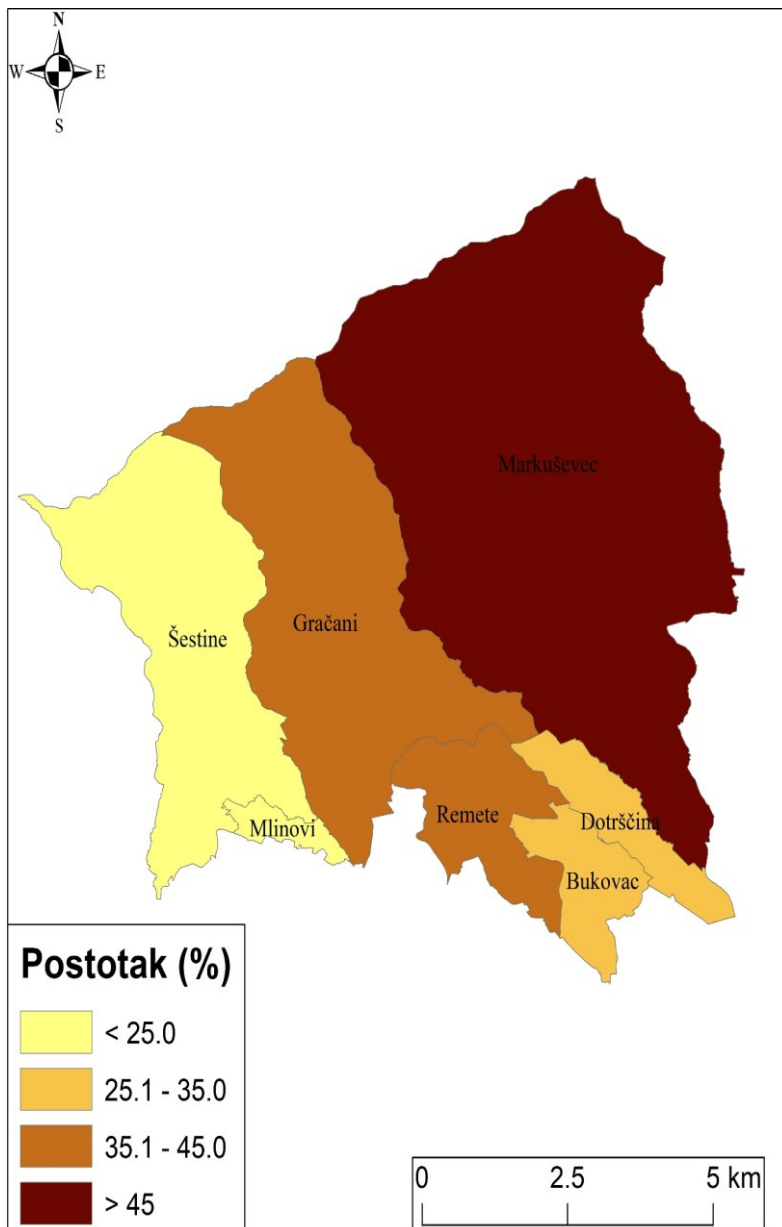 N
W E
S
Markuševec
Šestine
Gračani
Mlinovi
Remete
Dotrščina
Bukovac
Postotak (%)
< 25.0
25.1 - 35.0
35.1 - 45.0
> 45
0 2.5 5 km